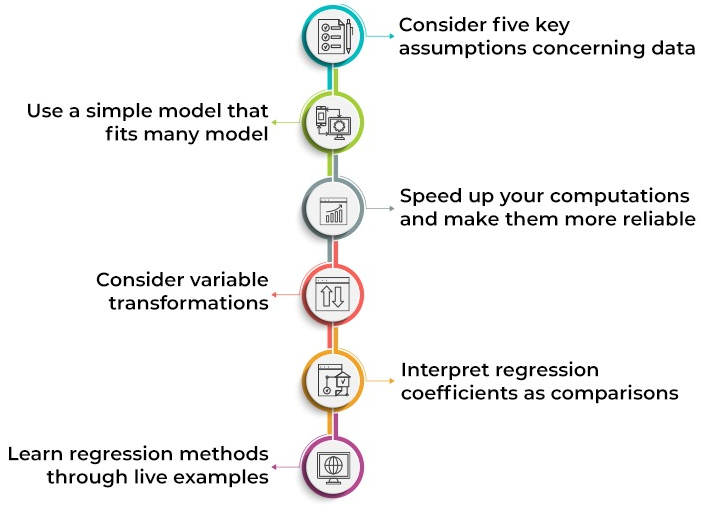 Consider five key
assumptions concerning data
Use a simple model that
fits many model
Speed up your computations
and make them more reliable
Consider variable
transformations
Interpret regression
coefficients as comparisons
Learn regression methods
through live examples